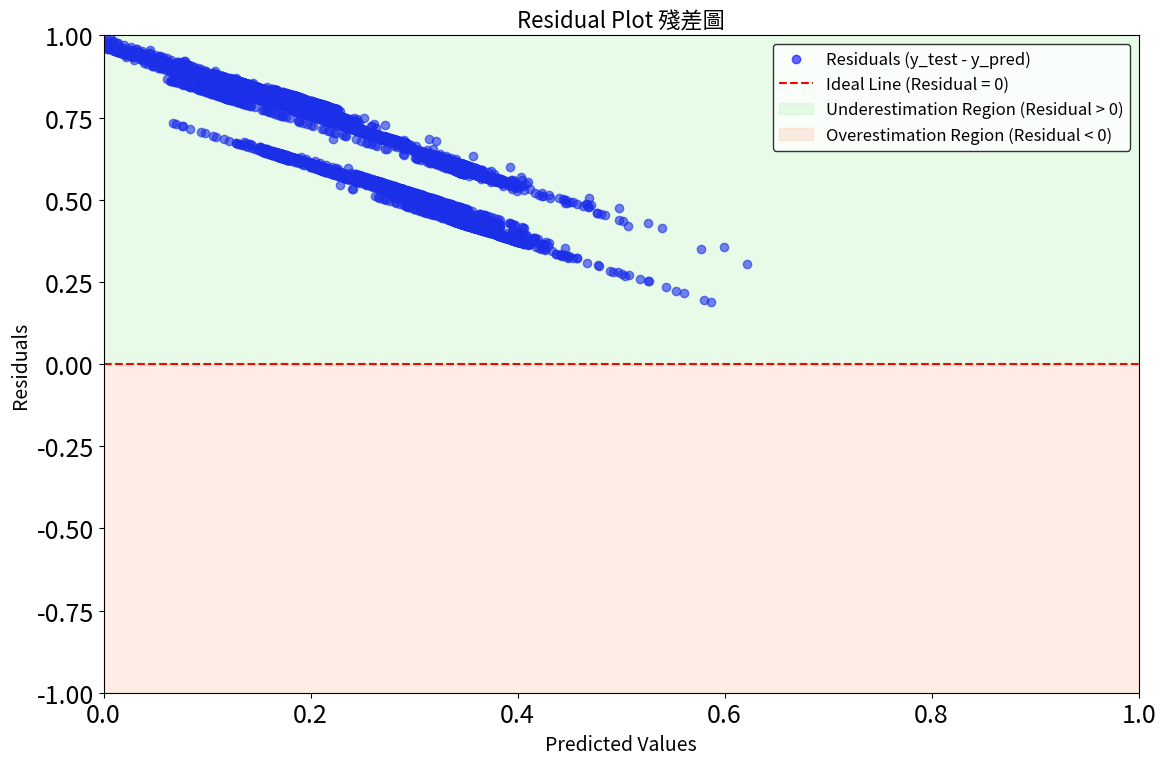 Residual Plot 殘差圖
Residuals (y_test - y_pred)
Ideal Line (Residual = 0)
Underestimation Region (Residual > 0)
Overestimation Region (Residual < 0)
1.00
0.75
0.50
0.25
0.00
-0.25
-0.50
-0.75
-1.00
Residuals
0.0 0.2 0.4 0.6 0.8 1.0
Predicted Values